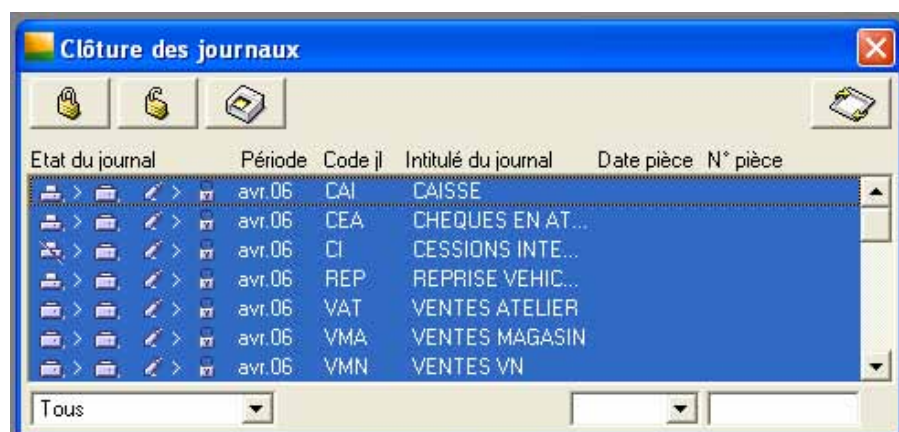 Clôture des journaux
Etat du journal Période Code jl Intitulé du journal Date pièce N° pièce
> > avr.06 CAI CAISSE
> > avr.06 CEA CHEQUES EN AT...
> > avr.06 CI CESSIONS INTE...
> > avr.06 REP REPRISE VEHIC...
> > avr.06 VAT VENTES ATELIER
> > avr.06 VMA VENTES MAGASIN
> > avr.06 VMN VENTES VN
Tous